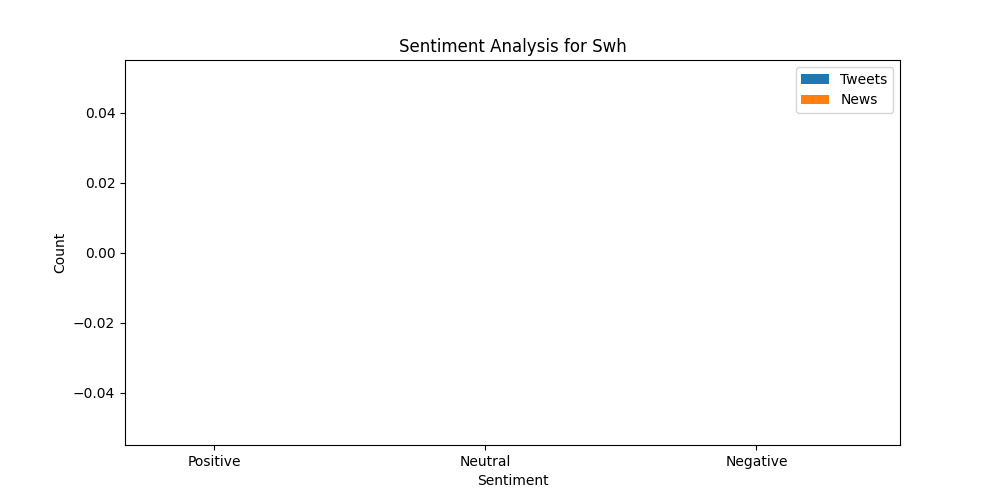 Sentiment Analysis for Swh
Tweets
News
0.04
0.02
0.00
−0.02
−0.04
Count
Positive Neutral Negative
Sentiment